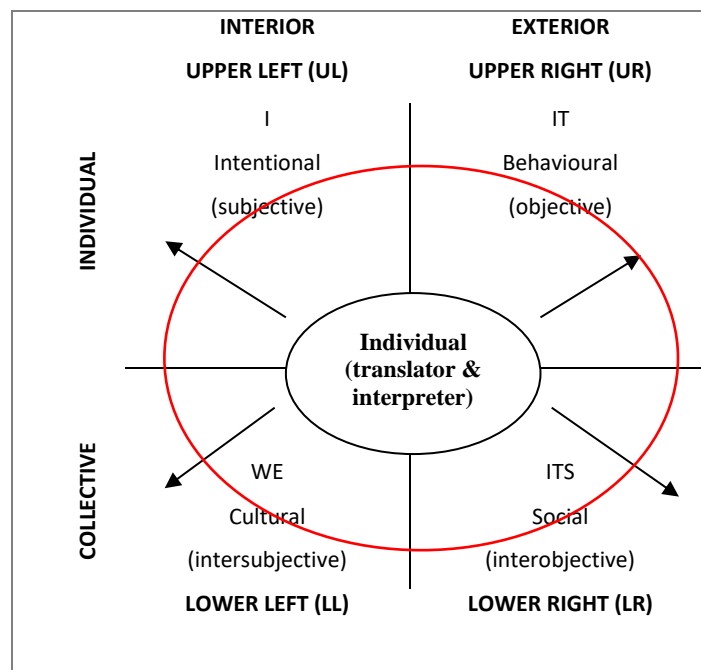 INTERIOR
UPPER LEFT (UL)
EXTERIOR
UPPER RIGHT (UR)
INDIVIDUAL
I
Intentional
(subjective)
IT
Behavioural
(objective)
Individual
(translator &
interpreter)
COLLECTIVE
WE
Cultural
(intersubjective)
LOWER LEFT (LL)
ITS
Social
(interobjective)
LOWER RIGHT (LR)